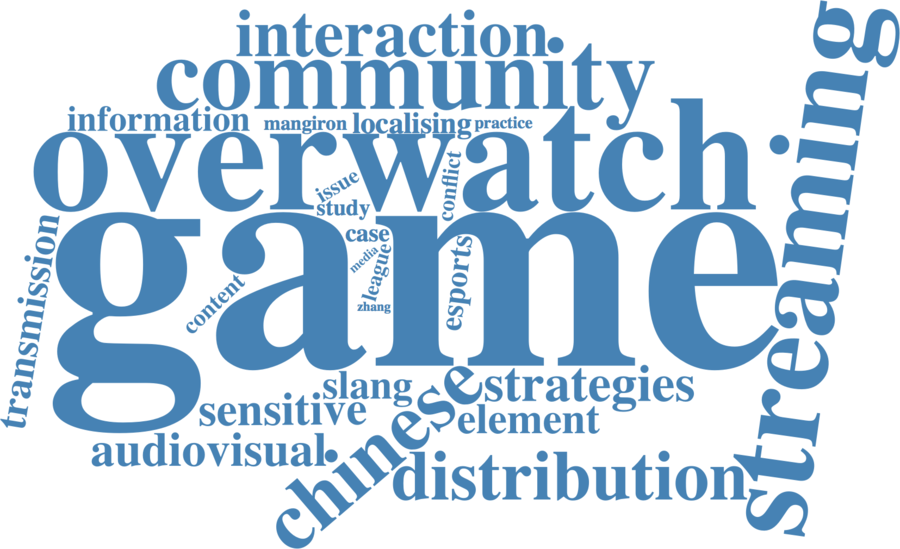 interaction
community
streaming
information
mangiron
localising
practice
overwatch
issue
conflict
study
game
case
transmission
media
league
esports
content
zhang
slang
strategies
chinese
sensitive
element
audiovisual
distribution